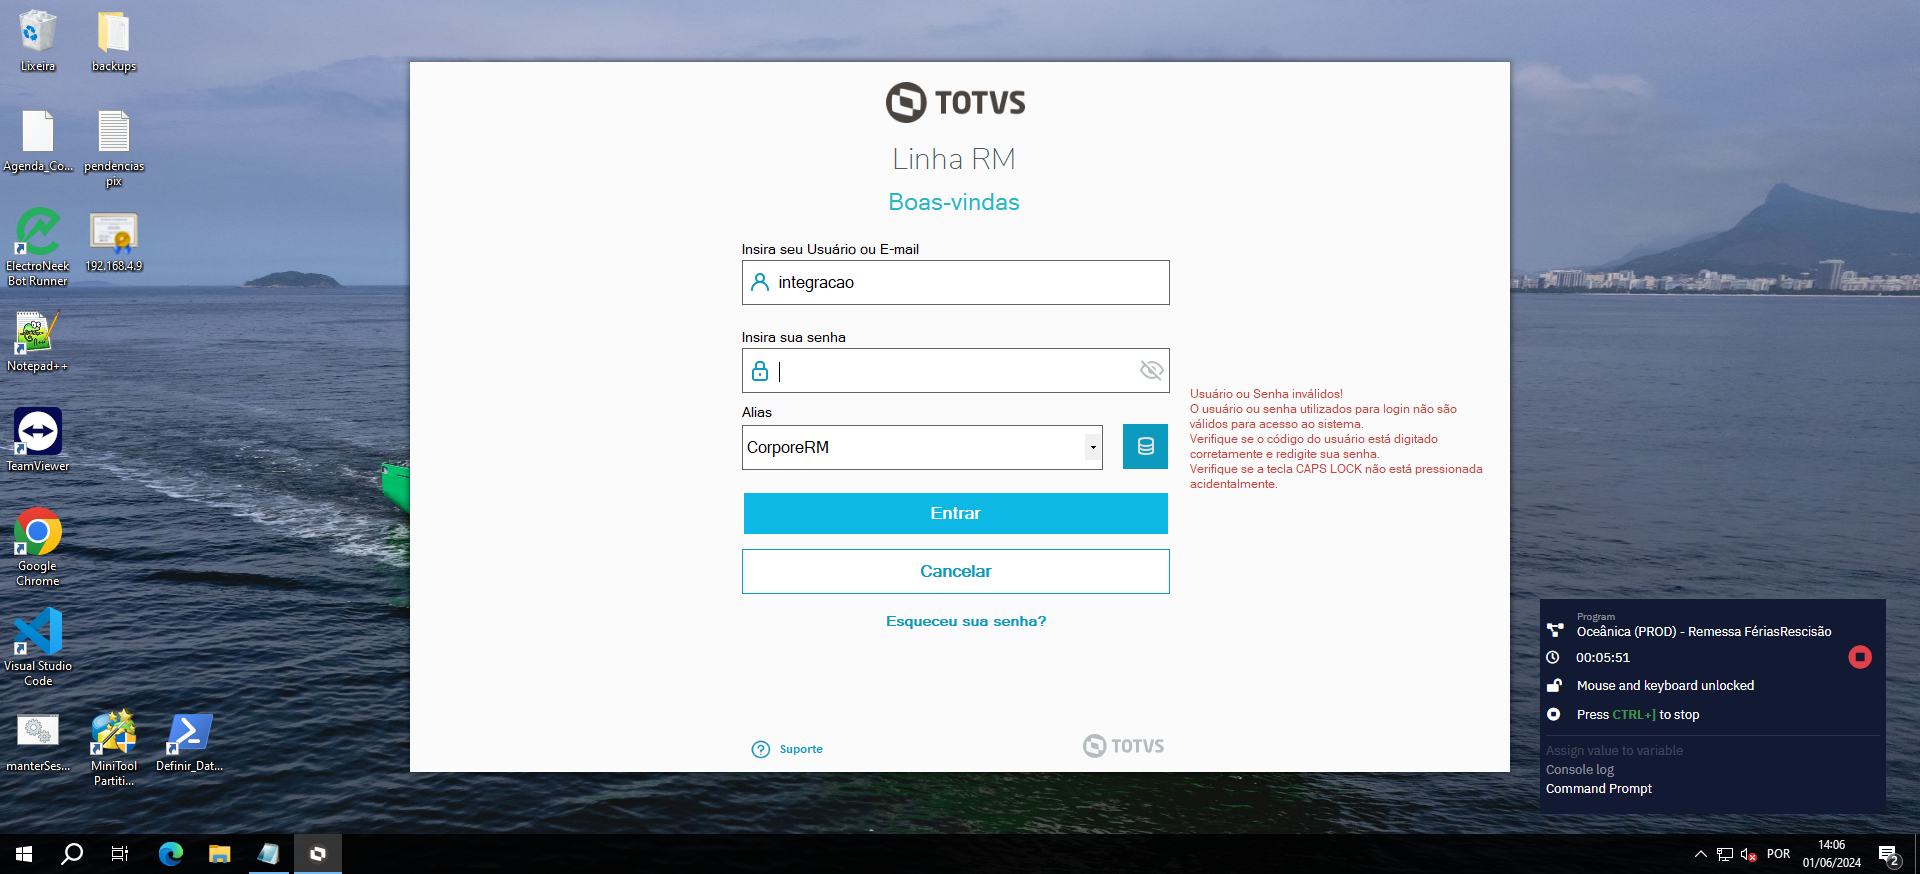 Lixeira
backups
Agenda_Co...
pendencias
pix
ElectroNeek
Bot Runner
192.168.4.9
Notepad++
TeamViewer
Google
Chrome
Visual Studio
Code
manterSes...
MiniTool
Partiti...
Definir_Dat...
TOTVS
Linha RM
Boas-vindas
Insira seu Usuário ou E-mail
integracao
Insira sua senha
Alias
CorporeRM
Usuário ou Senha inválidos!
O usuário ou senha utilizados para login não são
válidos para acesso ao sistema.
Verifique se o código do usuário está digitado
corretamente e redigite sua senha.
Verifique se a tecla CAPS LOCK não está pressionada
acidentalmente.
Entrar
Cancelar
Esqueceu sua senha?
Suporte
TOTVS
Program
Oceânica (PROD) - Remessa FériasRescisão
00:05:51
Mouse and keyboard unlocked
Press CTRL+] to stop
Assign value to variable
Console log
Command Prompt
POR
14:06
01/06/2024
2